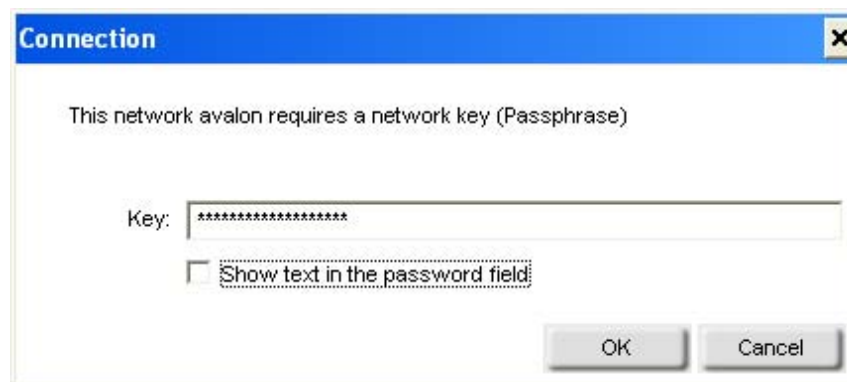 Connection
This network avalon requires a network key (Passphrase)
Key: *******************
Show text in the password field
OK Cancel